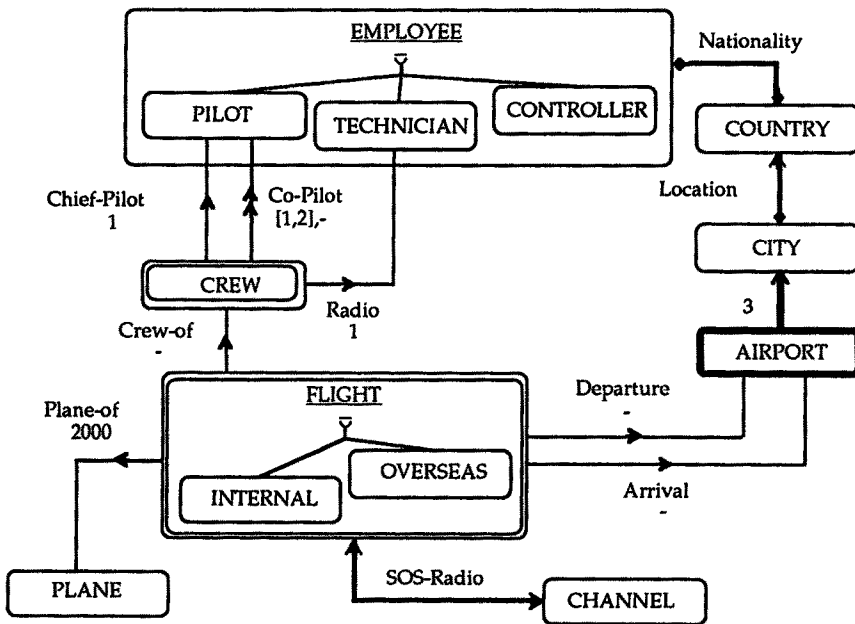 EMPLOYEE
Nationality
PILOT
TECHNICIAN
CONTROLLER
COUNTRY
Chief-Pilot
1
Co-Pilot
[1,2],-
Location
CITY
CREW
Radio
1
3
Crew-of
-
AIRPORT
FLIGHT
Departure
-
Plane-of
2000
INTERNAL
OVERSEAS
Arrival
-
SOS-Radio
PLANE
CHANNEL